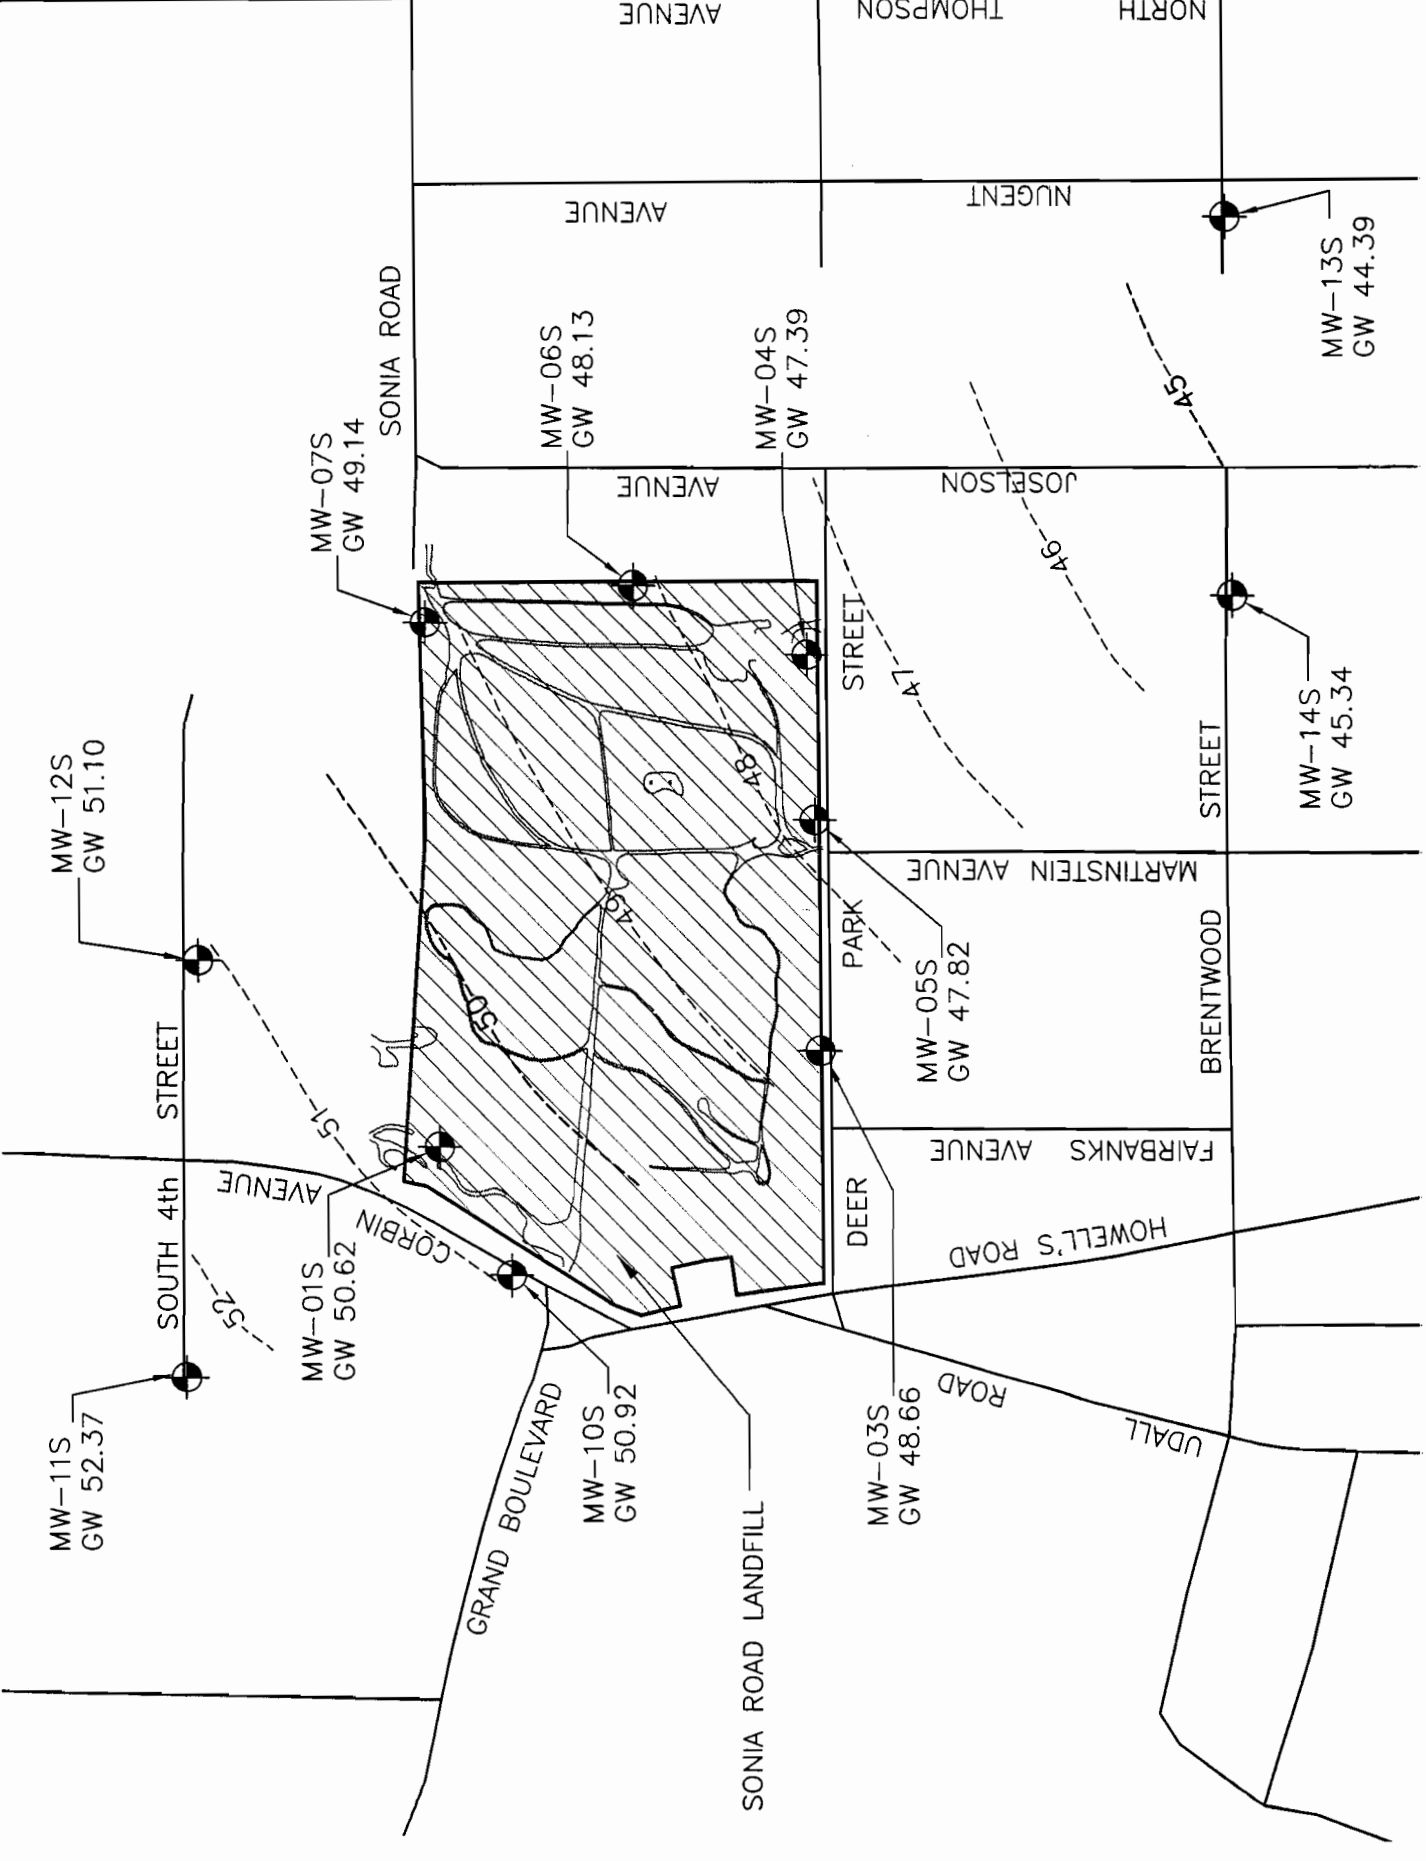 MW-11S
GW 52.37
MW-12S
GW 51.10
SOUTH 4th STREET
52
51
CORBIN
AVENUE
MW-01S
GW 50.62
MW-07S
GW 49.14
SONIA ROAD
GRAND BOULEVARD
MW-10S
GW 50.92
50
49
48
MW-06S
GW 48.13
AVENUE
AVENUE
AVENUE
SONIA ROAD LANDFILL
MW-04S
GW 47.39
DEER
PARK
STREET
MW-03S
GW 48.66
MW-05S
GW 47.82
47
46
45
JOSELSON
NUGENT
THOMPSON
NORTH
UDALL
ROAD
HOWELL'S ROAD
FAIRBANKS AVENUE
MARTINSTEIN AVENUE
BRENTWOOD
STREET
MW-14S
GW 45.34
MW-13S
GW 44.39